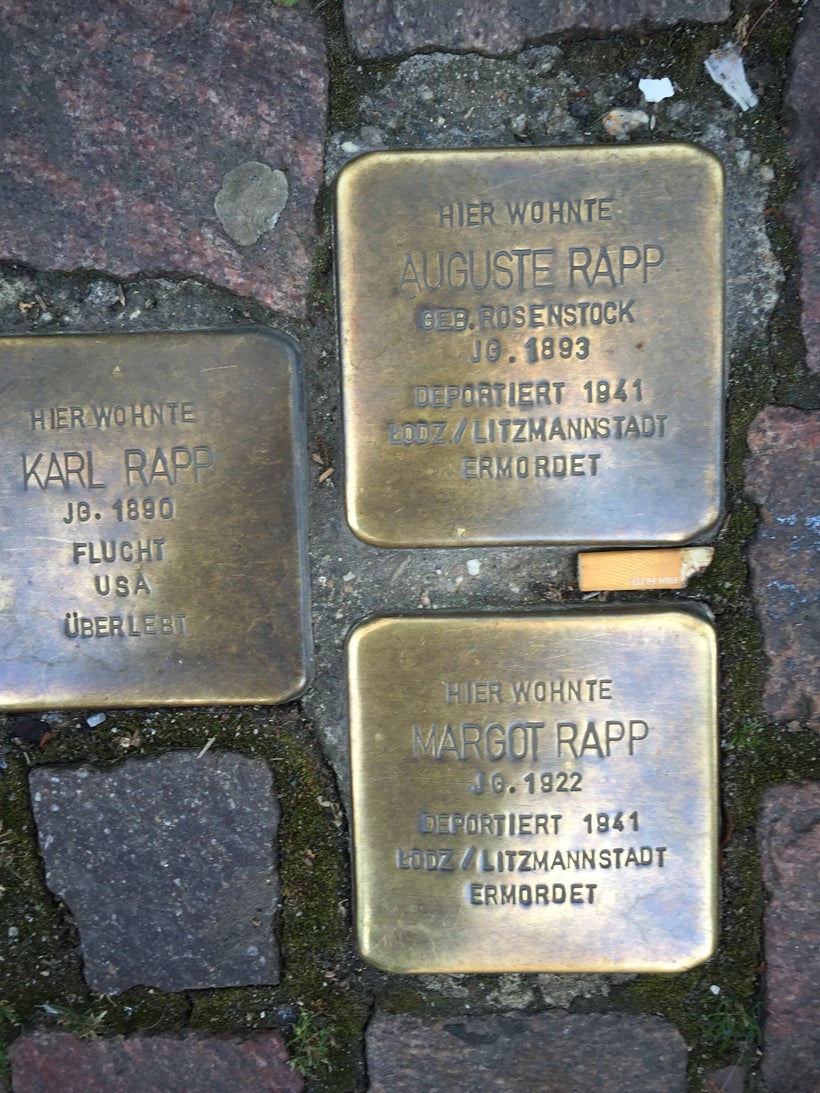 HIER WOHNTE
AUGUSTE RAPP
GEB. ROSENSTOCK
JG. 1893
DEPORTIERT 1941
ŁODZ/LITZMANNSTADT
ERMORDET
HIER WOHNTE
KARL RAPP
JG. 1890
FLUCHT
USA
ÜBERLEBT
HIER WOHNTE
MARGOT RAPP
JG. 1922
DEPORTIERT 1941
ŁODZ/LITZMANNSTADT
ERMORDET